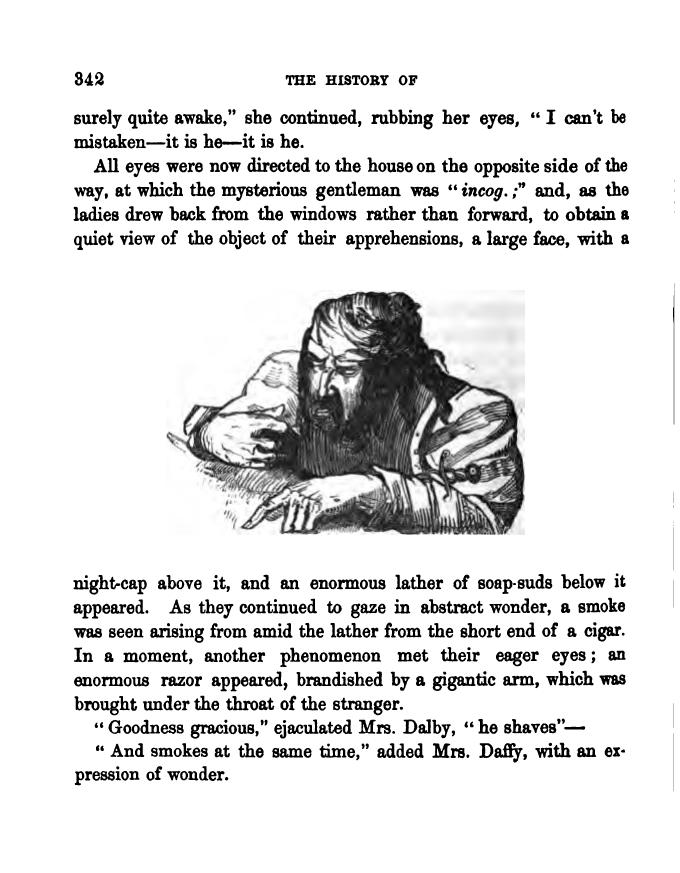 342 THE HISTORY OF
surely quite awake,” she continued, rubbing her eyes, “ I can't be
mistaken—it is he—it is he.
All eyes were now directed to the house on the opposite side of the
way, at which the mysterious gentleman was “ incog. ;” and, as the
ladies drew back from the windows rather than forward, to obtain a
quiet view of the object of their apprehensions, a large face, with a
night-cap above it, and an enormous lather of soap-suds below it
appeared. As they continued to gaze in abstract wonder, a smoke
was seen arising from amid the lather from the short end of a cigar.
In a moment, another phenomenon met their eager eyes ; an
enormous razor appeared, brandished by a gigantic arm, which was
brought under the throat of the stranger.
“ Goodness gracious,” ejaculated Mrs. Dalby, “ he shaves”—
“ And smokes at the same time,” added Mrs. Daffy, with an ex-
pression of wonder.